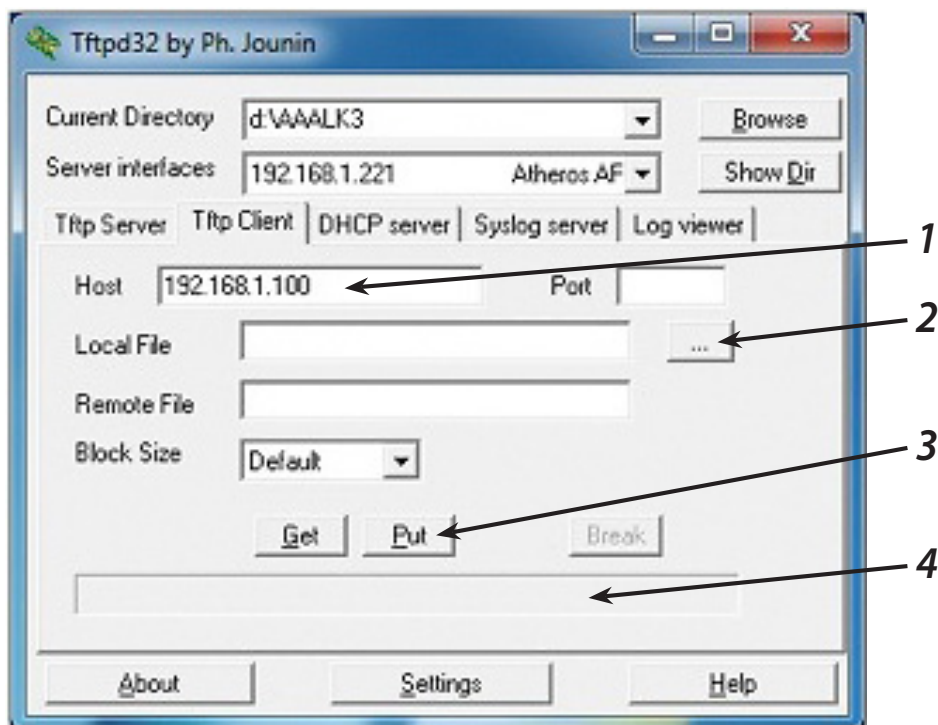 Tftpd32 by Ph. Jounin
Current Directory d:\AAALK3 Browse
Server interfaces 192.168.1.221 Atheros AF Show Dir
Tftp Server Tftp Client DHCP server Syslog server Log viewer
1
Host 192.168.1.100 Port
2
Local File ...
Remote File
Block Size Default
3
Get Put Break
4
About Settings Help